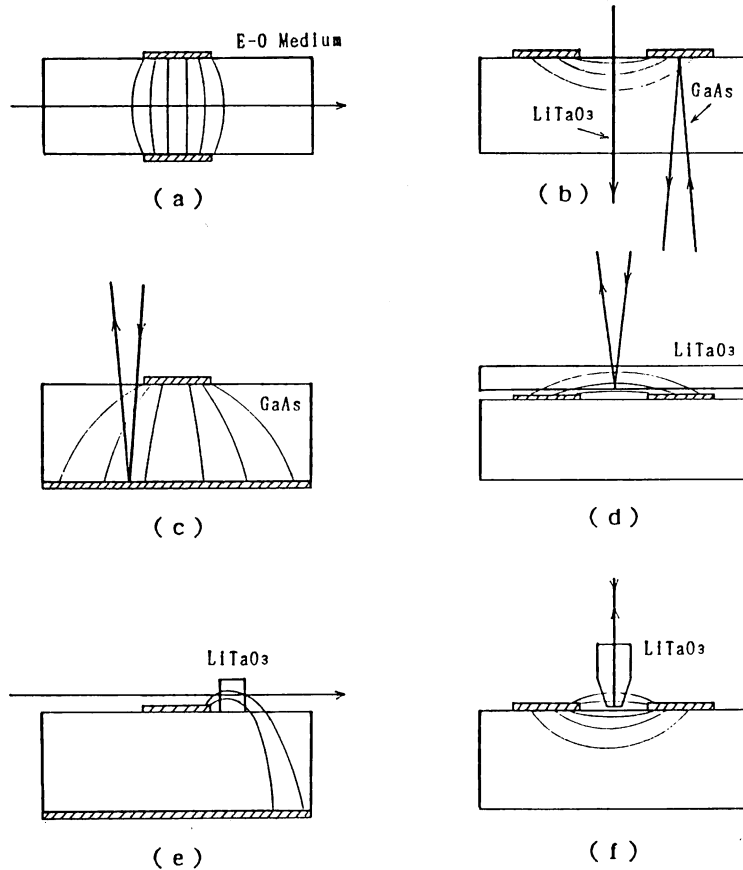 E-O Medium
(a)
LiTaO3
GaAs
(b)
GaAs
(c)
LiTaO3
(d)
LiTaO3
(e)
LiTaO3
(f)